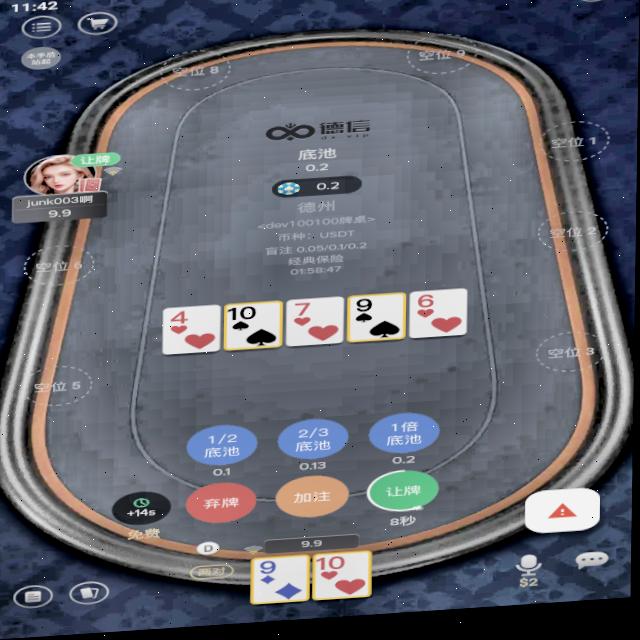 11:42
空位8
空位9
德信
底池
0.2
0.2
德州
<dev100100牌桌>
币种: USDT
盲注 0.05/0.1/0.2
经典保险
01:58:47
让牌
junk003啊
9.9
空位1
空位2
空位3
空位6
空位5
4
10
7
9
6
1/2
底池
0.1
2/3
底池
0.13
1倍
底池
0.2
+14s
免费
弃牌
加注
让牌
8秒
D
9.9
9
10
52